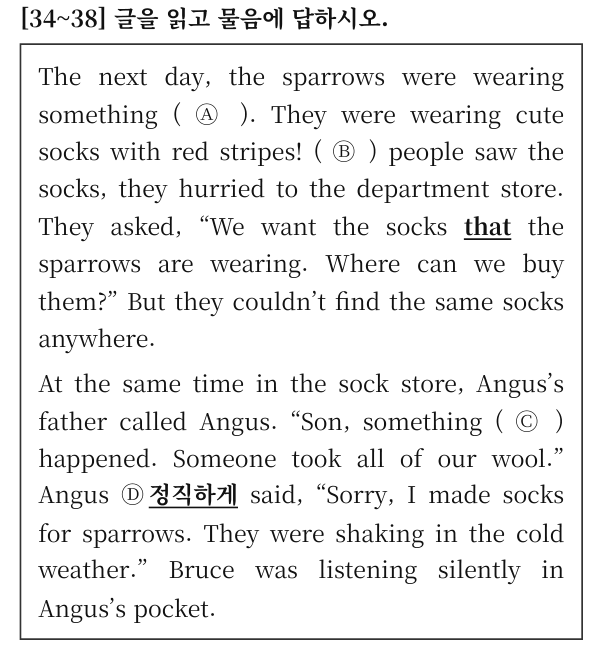 [34~38] 글을 읽고 물음에 답하시오.
The next day, the sparrows were wearing
something ( Ⓐ ). They were wearing cute
socks with red stripes! ( Ⓑ ) people saw the
socks, they hurried to the department store.
They asked, “We want the socks that the
sparrows are wearing. Where can we buy
them?” But they couldn’t find the same socks
anywhere.
At the same time in the sock store, Angus’s
father called Angus. “Son, something ( Ⓒ )
happened. Someone took all of our wool.”
Angus Ⓓ정직하게 said, “Sorry, I made socks
for sparrows. They were shaking in the cold
weather.” Bruce was listening silently in
Angus’s pocket.